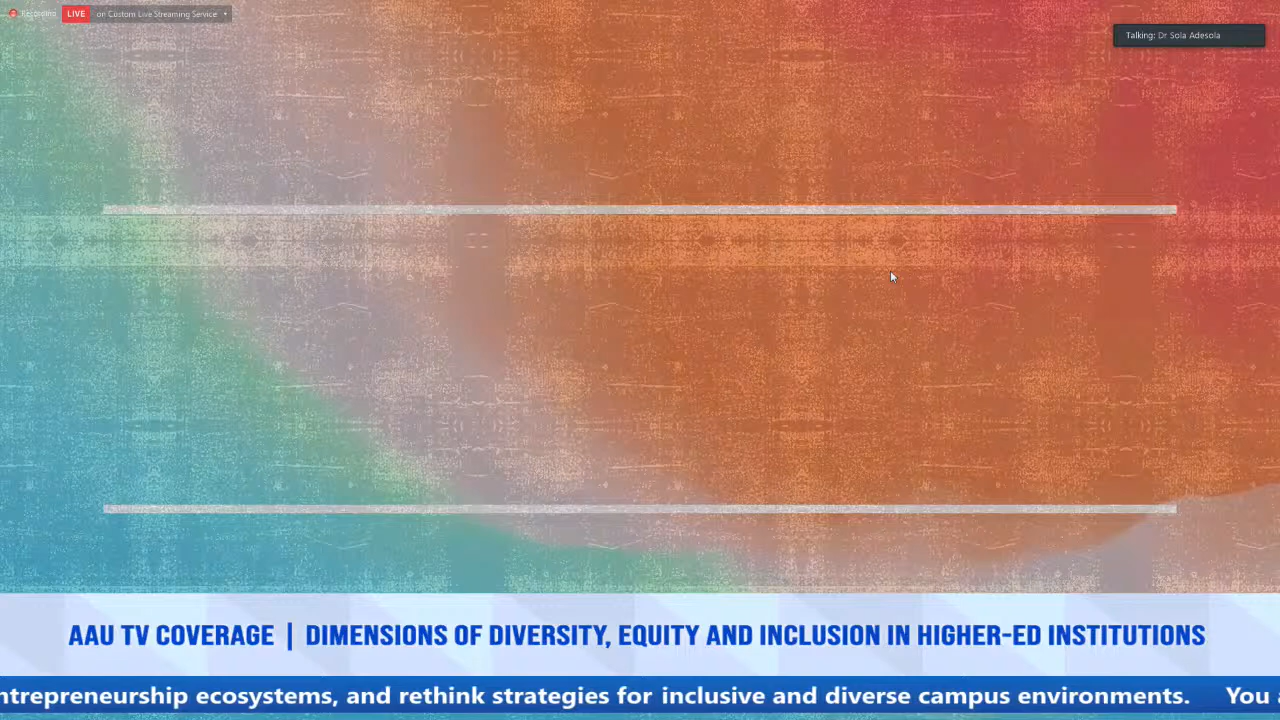 Recording LIVE on Custom Live Streaming Service
Talking: Dr Sola Adesola
AAU TV COVERAGE | DIMENSIONS OF DIVERSITY, EQUITY AND INCLUSION IN HIGHER-ED INSTITUTIONS
ntrepreneurship ecosystems, and rethink strategies for inclusive and diverse campus environments. You